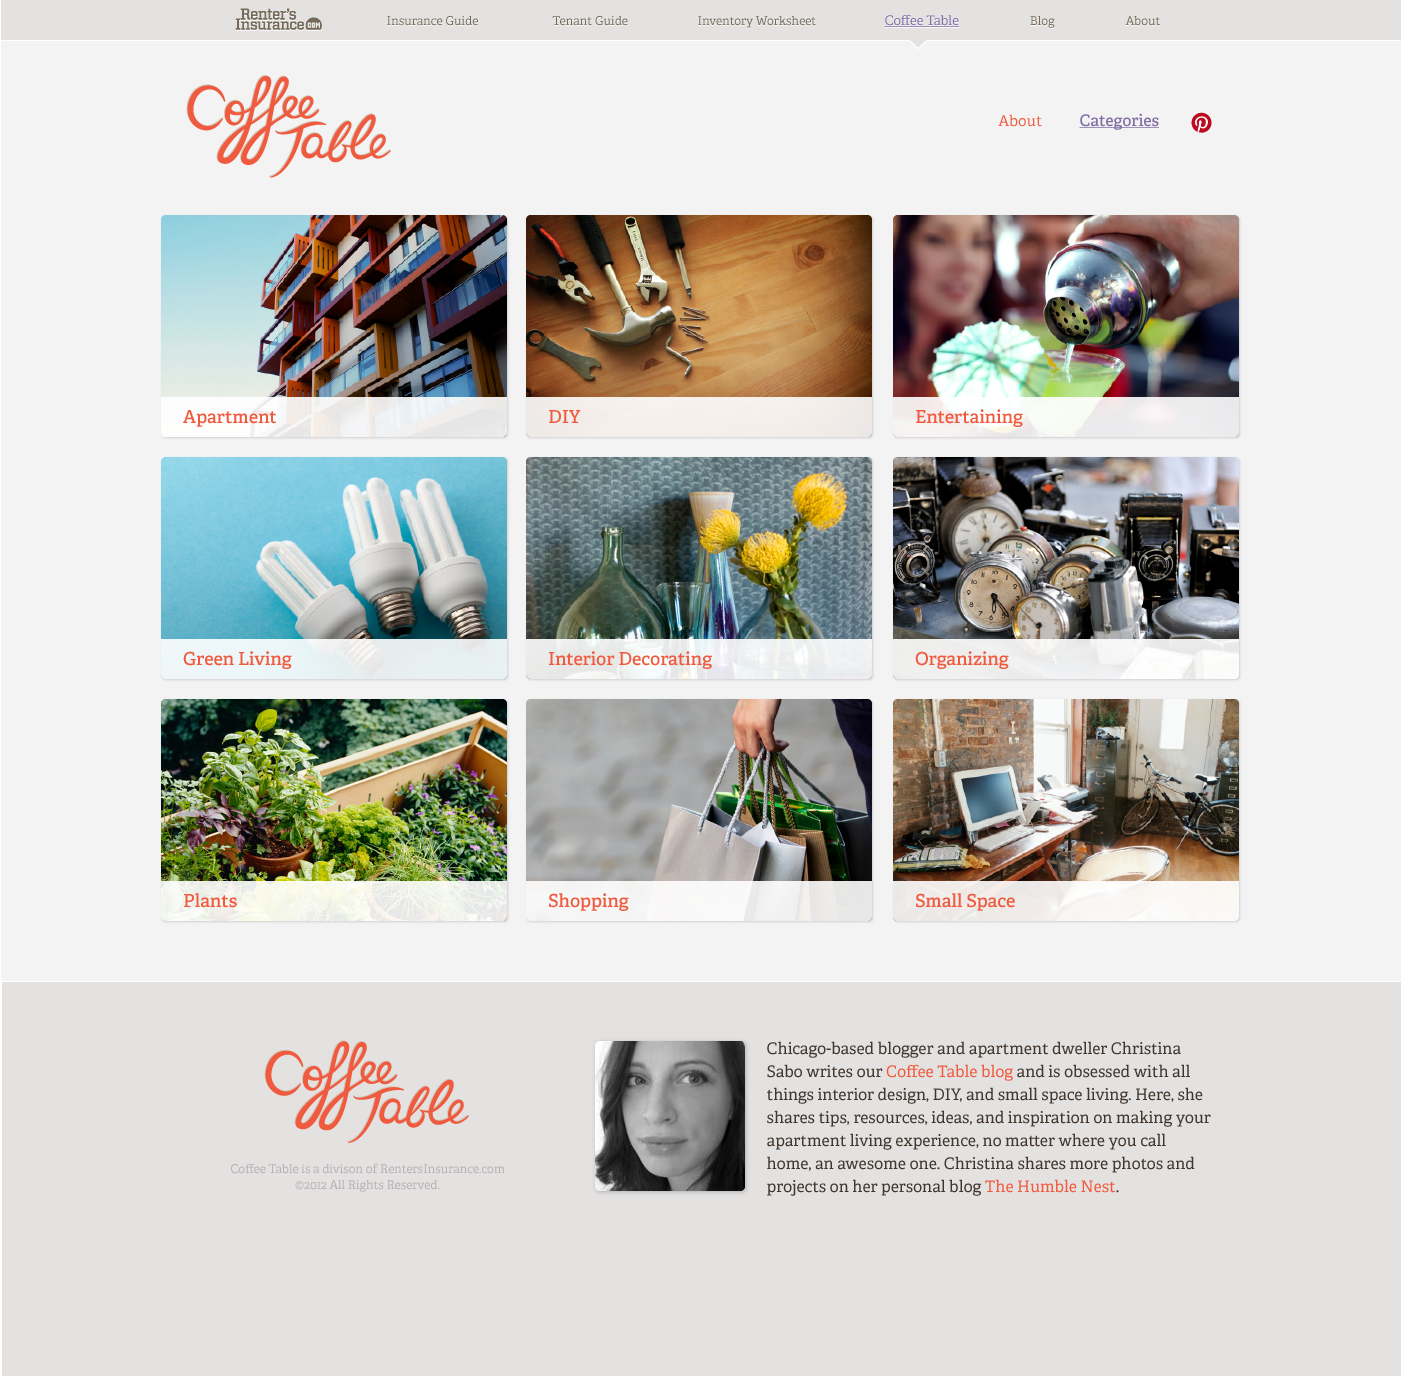 Renter's
Insurance.COM
Insurance Guide
Tenant Guide
Inventory Worksheet
Coffee Table
Blog
About
Coffee
Table
About
Categories
Apartment
DIY
Entertaining
Green Living
Interior Decorating
Organizing
Plants
Shopping
Small Space
Coffee
Table
Coffee Table is a divison of RentersInsurance.com
©2012 All Rights Reserved.
Chicago-based blogger and apartment dweller Christina
Sabo writes our Coffee Table blog and is obsessed with all
things interior design, DIY, and small space living. Here, she
shares tips, resources, ideas, and inspiration on making your
apartment living experience, no matter where you call
home, an awesome one. Christina shares more photos and
projects on her personal blog The Humble Nest.